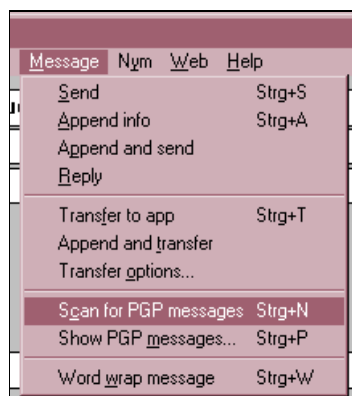 Message Nym Web Help
Send Strg+S
Append info Strg+A
Append and send
Reply
Transfer to app Strg+T
Append and transfer
Transfer options...
Scan for PGP messages Strg+N
Show PGP messages... Strg+P
Word wrap message Strg+W